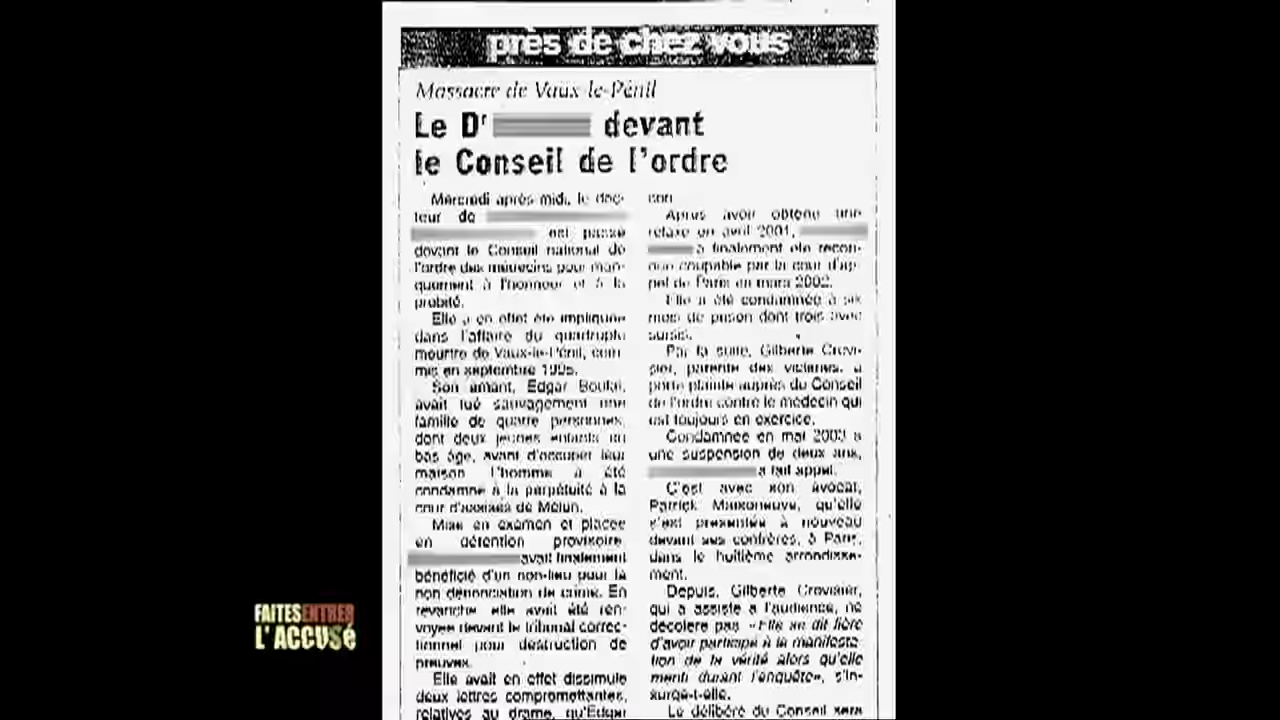 près de chez vous
Massacre de Vaux-le-Pénil
Le Dr devant
le Conseil de l'ordre
Mercredi après midi, le doc-
teur de
est passé
devant le Conseil national de
l'ordre des médecins pour man-
quement à l'honneur et à la
probité.
Elle a en effet été impliquée
dans l'affaire du quadruple
meurtre de Vaux-le-Pénil, com-
mis en septembre 1995.
Son amant, Edgar Boulai,
avait tué sauvagement une
famille de quatre personnes,
dont deux jeunes enfants en
bas âge, avant d'occuper leur
maison L'homme a été
condamné à la perpétuité à la
cour d'assises de Melun.
Mise en examen et placée
en détention provisoire,
avait finalement
bénéficié d'un non-lieu pour la
non dénonciation de crime. En
revanche elle avait été ren-
voyée devant le tribunal correc-
tionnel pour destruction de
preuves.
Elle avait en effet dissimulé
deux lettres compromettantes,
relatives au drame, qu'Edgar
son
Après avoir obtenu une
relaxe en avril 2001,
a finalement été recon-
nue coupable par la cour d'ap-
pel de Paris en mars 2002.
Elle a été condamnée à six
mois de prison dont trois avec
sursis.
Par la suite, Gilberte Crevi-
sier, parente des victimes, a
porté plainte auprès du Conseil
de l'ordre contre le médecin qui
est toujours en exercice.
Condamnée en mai 2003 à
une suspension de deux ans,
a fait appel.
C'est avec son avocat,
Patrick Maisoneuve, qu'elle
s'est présentée à nouveau
devant ses confrères, à Paris,
dans le huitième arrondisse-
ment.
Depuis, Gilberte Crevisier,
qui a assisté à l'audience, ne
décolère pas «Elle se dit fière
d'avoir participé à la manifesta-
tion de la vérité alors qu'elle
menti durant l'enquête», s'in-
surge-t-elle.
Le délibéré du Conseil sera
FAITES ENTRER
L'ACCUSé